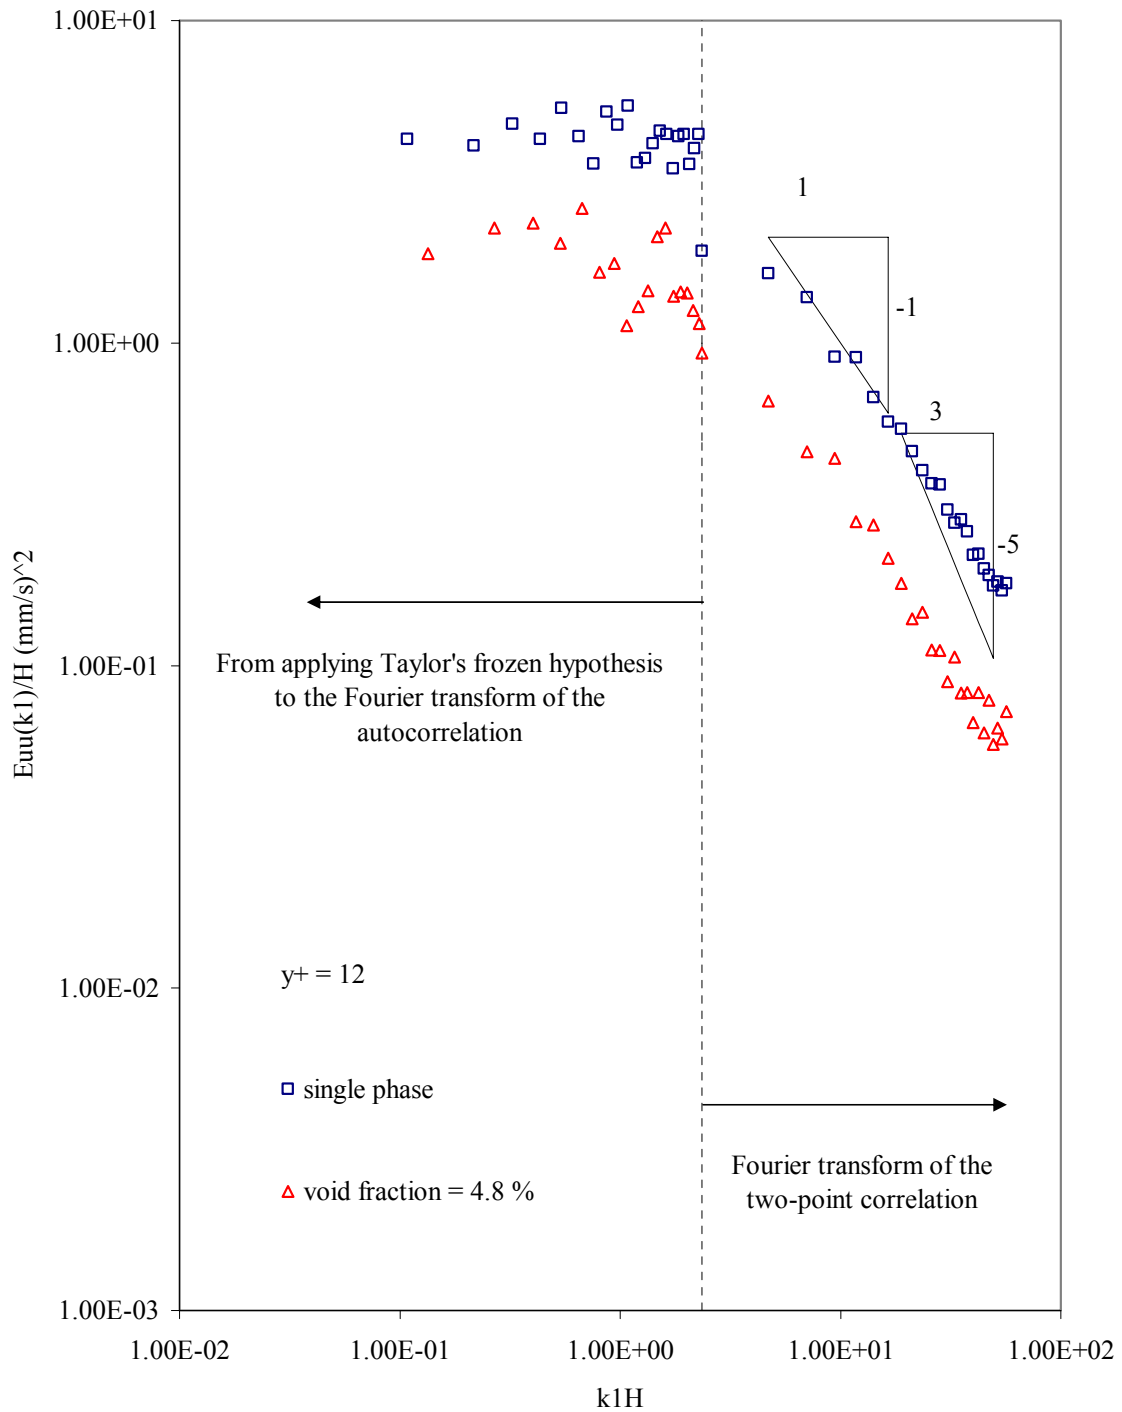 1.00E+01
1
-1
1.00E+00
3
-5
Euu(k1)/H (mm/s)^2
From applying Taylor's frozen hypothesis
to the Fourier transform of the
autocorrelation
1.00E-01
y+ = 12
1.00E-02
single phase
void fraction = 4.8 %
Fourier transform of the
two-point correlation
1.00E-03
1.00E-02
1.00E-01
1.00E+00
1.00E+01
1.00E+02
k1H